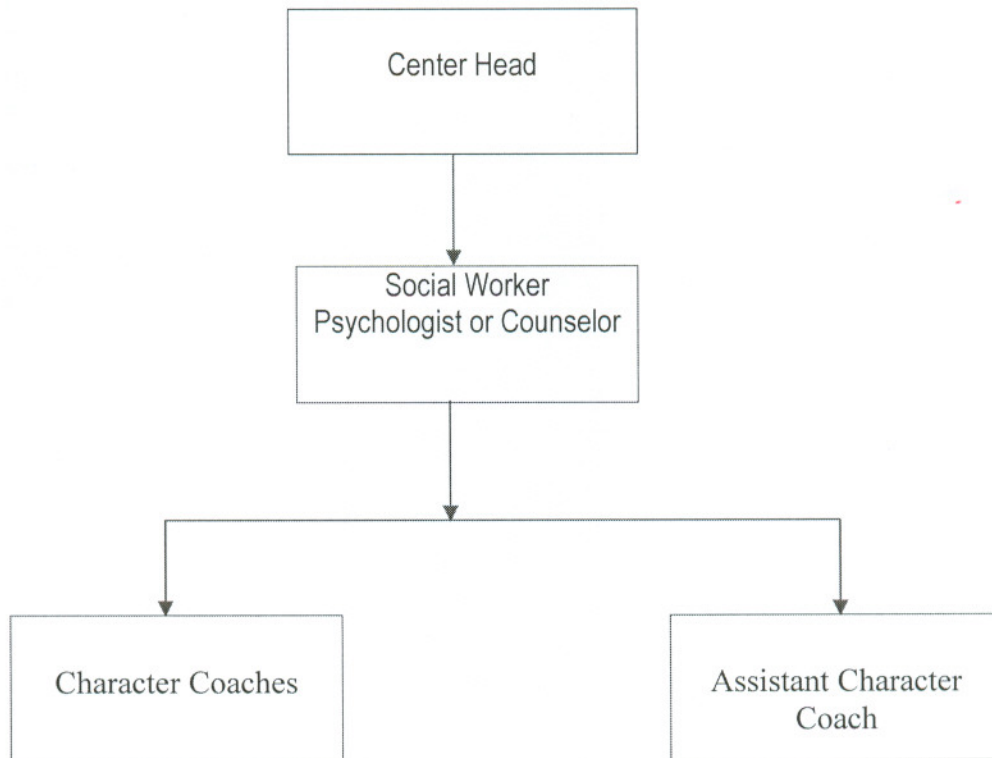 Center Head
Social Worker
Psychologist or Counselor
Character Coaches
Assistant Character
Coach